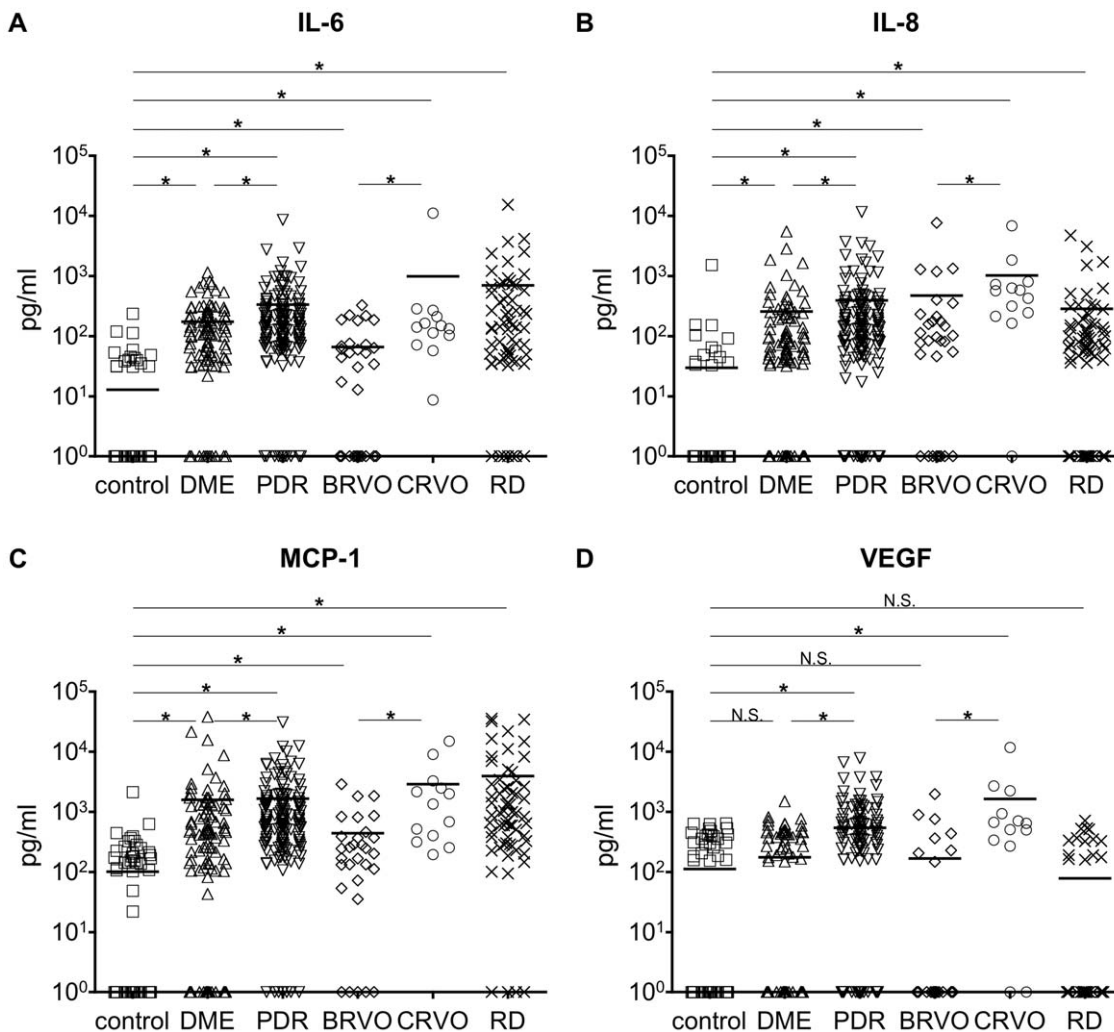 A IL-6
*
*
*
*
* * *
10⁵
10⁴
10³
10²
10¹
10⁰
pg/ml
control DME PDR BRVO CRVO RD
B IL-8
*
*
*
*
* * *
10⁵
10⁴
10³
10²
10¹
10⁰
pg/ml
control DME PDR BRVO CRVO RD
C MCP-1
*
*
*
*
* * *
10⁵
10⁴
10³
10²
10¹
10⁰
pg/ml
control DME PDR BRVO CRVO RD
D VEGF
N.S.
*
N.S.
*
N.S. * *
10⁵
10⁴
10³
10²
10¹
10⁰
pg/ml
control DME PDR BRVO CRVO RD